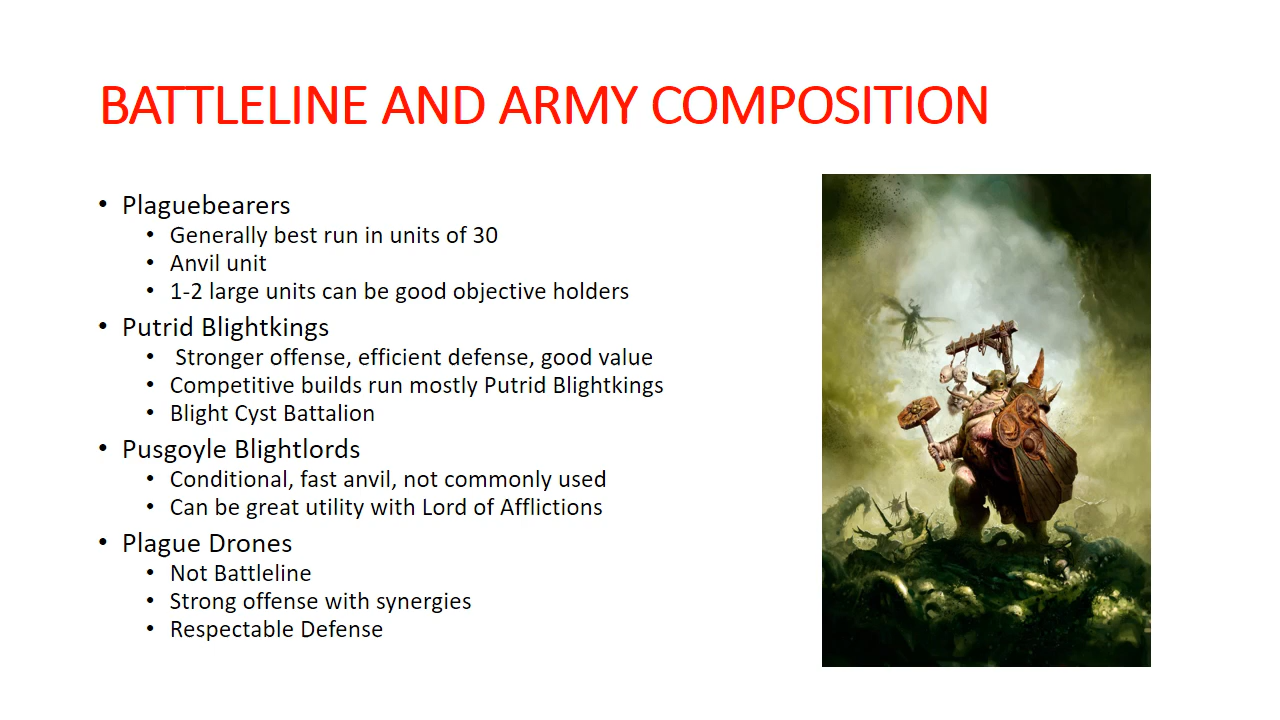 BATTLELINE AND ARMY COMPOSITION
• Plaguebearers
• Generally best run in units of 30
• Anvil unit
• 1-2 large units can be good objective holders
• Putrid Blightkings
• Stronger offense, efficient defense, good value
• Competitive builds run mostly Putrid Blightkings
• Blight Cyst Battalion
• Pusgoyle Blightlords
• Conditional, fast anvil, not commonly used
• Can be great utility with Lord of Afflictions
• Plague Drones
• Not Battleline
• Strong offense with synergies
• Respectable Defense